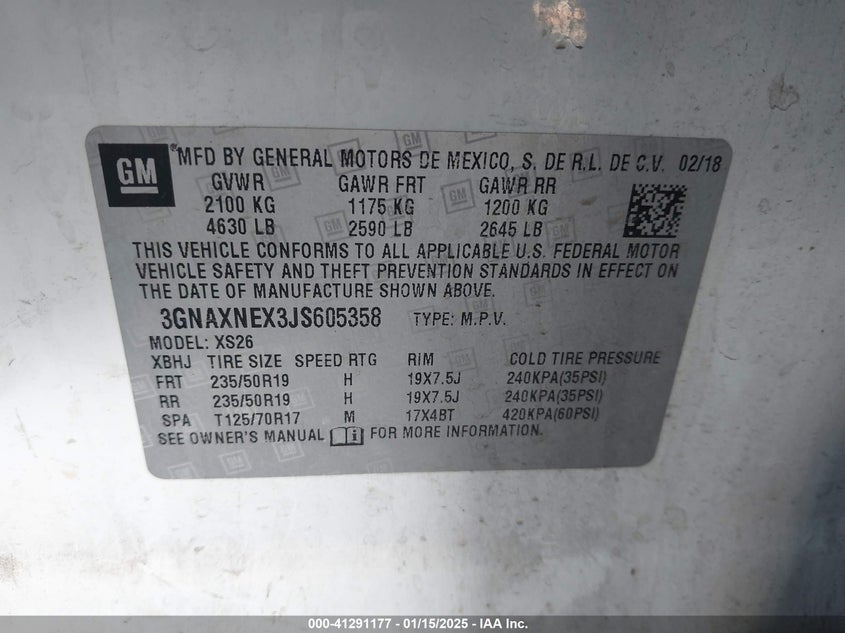 GM ® MFD BY GENERAL MOTORS DE MEXICO, S. DE R.L. DE C.V. 02/18
GVWR GAWR FRT GAWR RR
2100 KG 1175 KG 1200 KG
4630 LB 2590 LB 2645 LB
THIS VEHICLE CONFORMS TO ALL APPLICABLE U.S. FEDERAL MOTOR
VEHICLE SAFETY AND THEFT PREVENTION STANDARDS IN EFFECT ON
THE DATE OF MANUFACTURE SHOWN ABOVE.
3GNAXNEX3JS605358 TYPE: M.P.V.
MODEL: XS26
XBHJ TIRE SIZE SPEED RTG RIM COLD TIRE PRESSURE
FRT 235/50R19 H 19X7.5J 240KPA(35PSI)
RR 235/50R19 H 19X7.5J 240KPA(35PSI)
SPA T125/70R17 M 17X4BT 420KPA(60PSI)
SEE OWNER'S MANUAL FOR MORE INFORMATION.
000-41291177 — 01/15/2025 — IAA Inc.